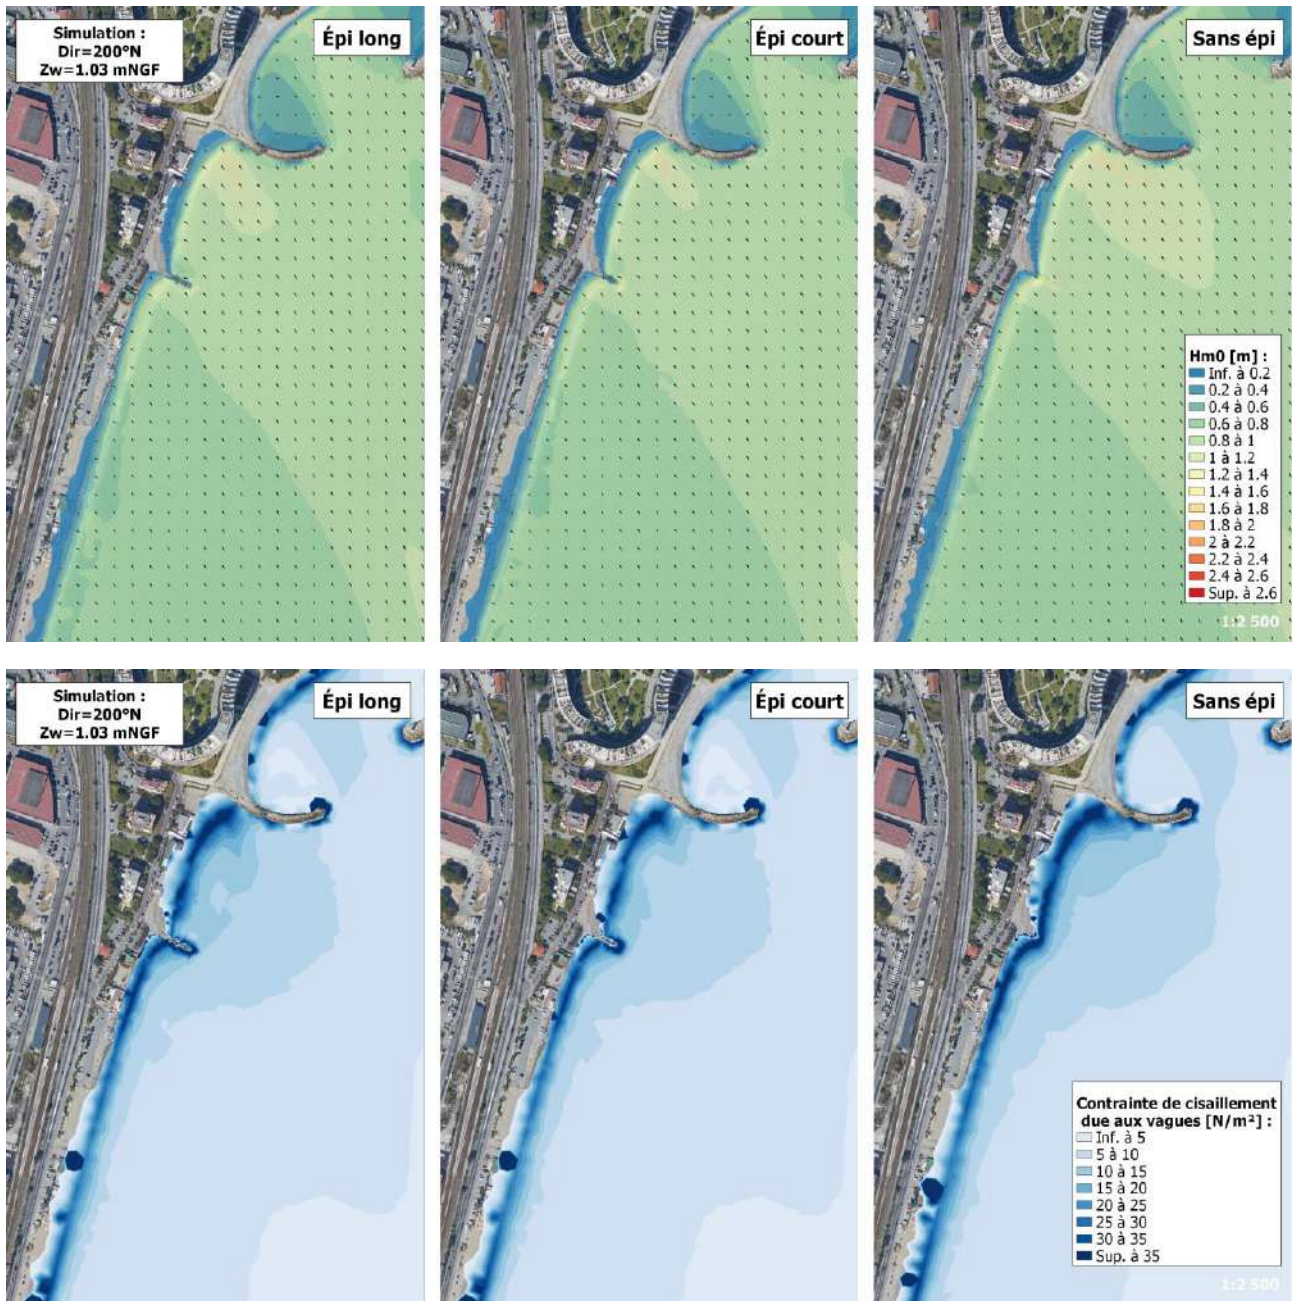 Simulation :
Dir=200°N
Zw=1.03 mNGF
Épi long
Épi court
Sans épi
Hm0 [m] :
Inf. à 0.2
0.2 à 0.4
0.4 à 0.6
0.6 à 0.8
0.8 à 1
1 à 1.2
1.2 à 1.4
1.4 à 1.6
1.6 à 1.8
1.8 à 2
2 à 2.2
2.2 à 2.4
2.4 à 2.6
Sup. à 2.6
1:2 500
Simulation :
Dir=200°N
Zw=1.03 mNGF
Épi long
Épi court
Sans épi
Contrainte de cisaillement
due aux vagues [N/m²] :
Inf. à 5
5 à 10
10 à 15
15 à 20
20 à 25
25 à 30
30 à 35
Sup. à 35
1:2 500